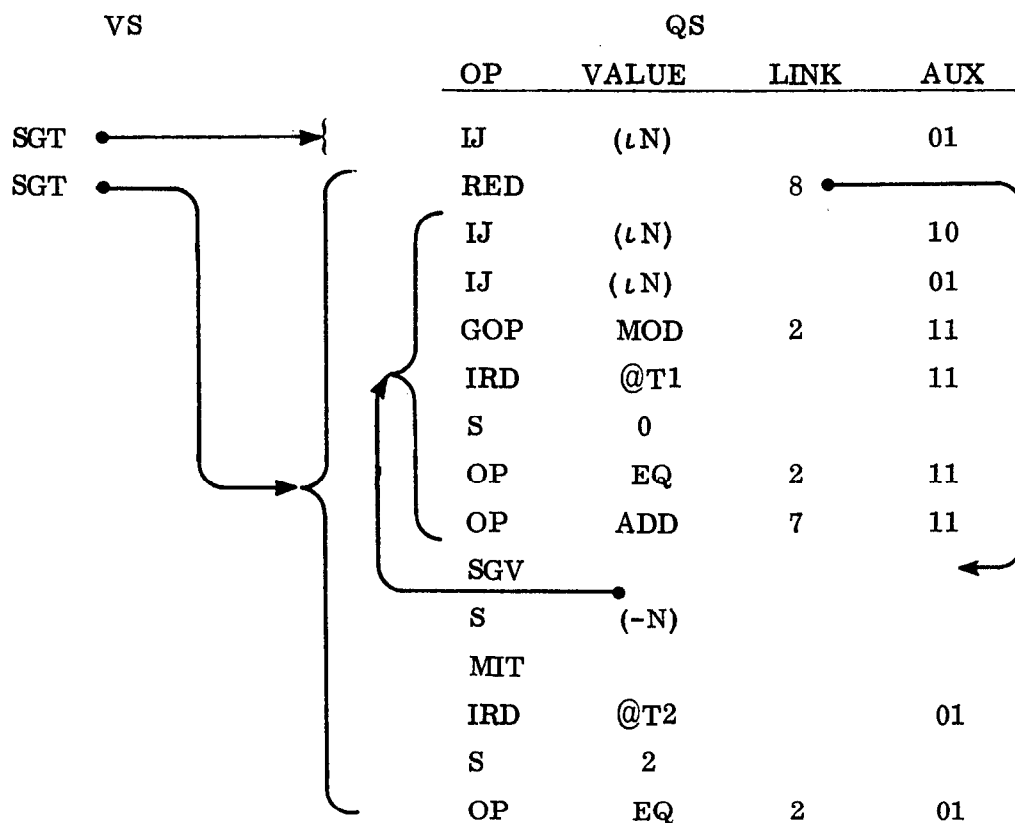 VS QS
OP VALUE LINK AUX
SGT IJ (ιN) 01
SGT RED 8
IJ (ιN) 10
IJ (ιN) 01
GOP MOD 2 11
IRD @T1 11
S 0
OP EQ 2 11
OP ADD 7 11
SGV
S (-N)
MIT
IRD @T2 01
S 2
OP EQ 2 01